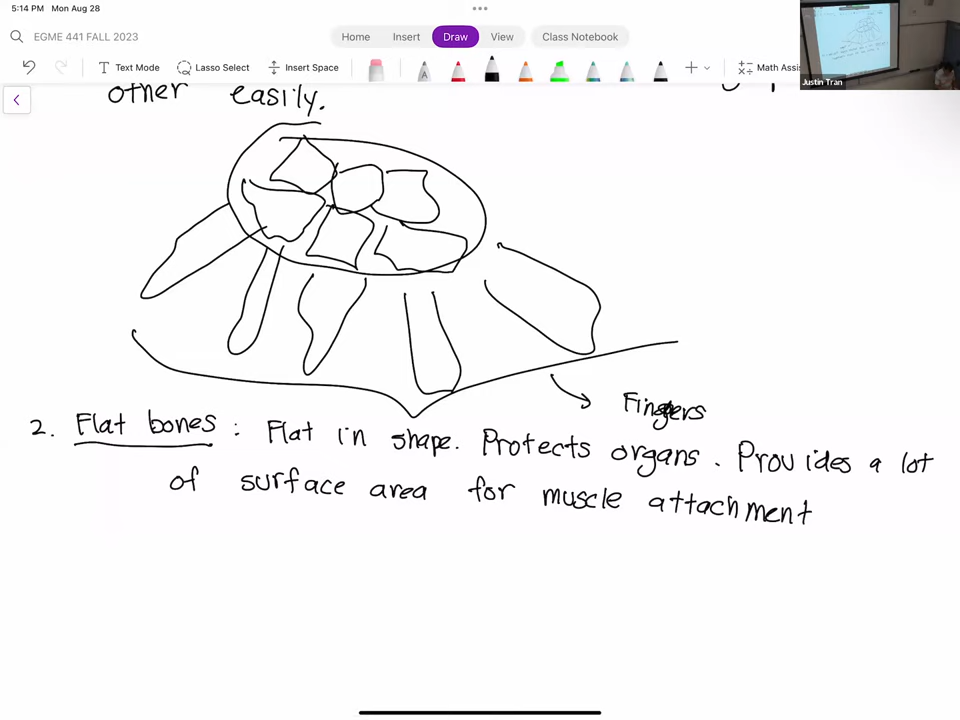 5:14 PM Mon Aug 28
EGME 441 FALL 2023
Home Insert Draw View Class Notebook
Text Mode Lasso Select Insert Space Math Assis
Justin Tran
other easily.
Fingers
2. Flat bones : Flat in shape. Protects organs. Provides a lot
of surface area for muscle attachment